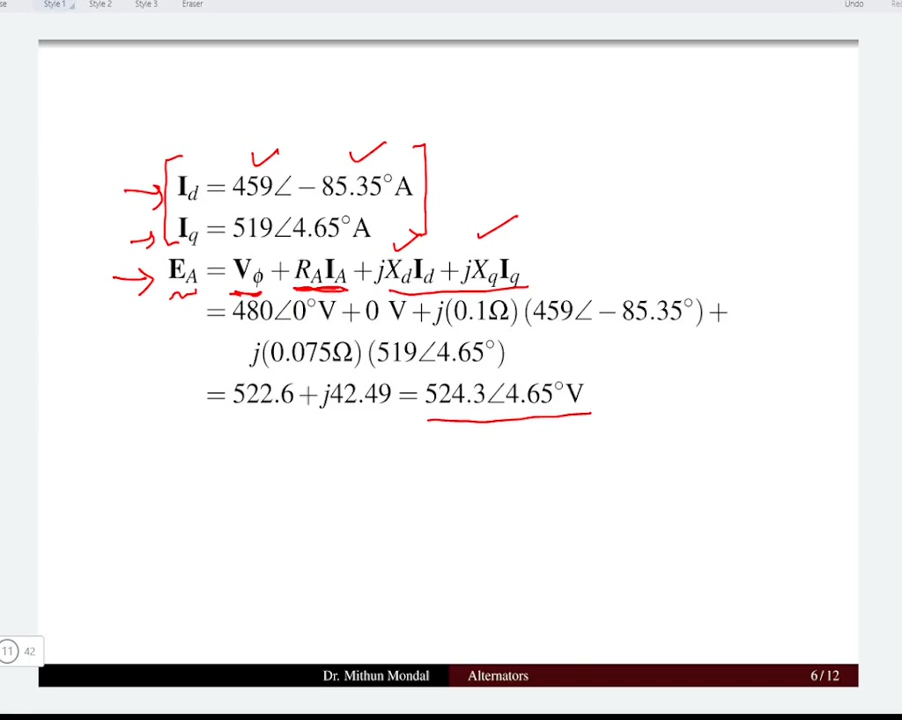 Style 1 Style 2 Style 3 Eraser Undo
I_d = 459∠ − 85.35°A
I_q = 519∠4.65°A
E_A = V_ϕ + R_A I_A + jX_d I_d + jX_q I_q
= 480∠0°V + 0 V + j(0.1Ω)(459∠ − 85.35°) +
j(0.075Ω)(519∠4.65°)
= 522.6 + j42.49 = 524.3∠4.65°V
11 42
Dr. Mithun Mondal Alternators 6/12